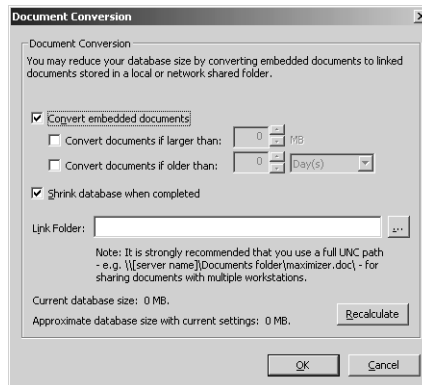 Document Conversion
Document Conversion
You may reduce your database size by converting embedded documents to linked
documents stored in a local or network shared folder.
Convert embedded documents
Convert documents if larger than: 0 MB
Convert documents if older than: 0 Day(s)
Shrink database when completed
Link Folder: ...
Note: It is strongly recommended that you use a full UNC path
- e.g. \\[server name]\Documents folder\maximizer.doc\ - for
sharing documents with multiple workstations.
Current database size: 0 MB.
Approximate database size with current settings: 0 MB.
Recalculate
OK Cancel